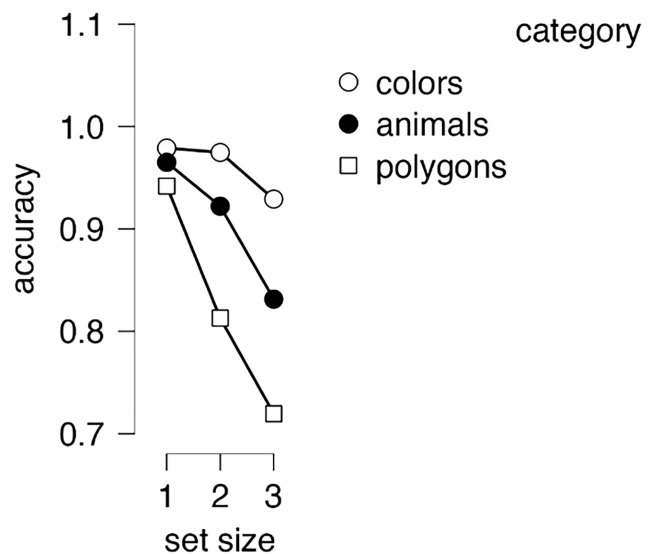 category
colors
animals
polygons
accuracy
1.1
1.0
0.9
0.8
0.7
1 2 3
set size